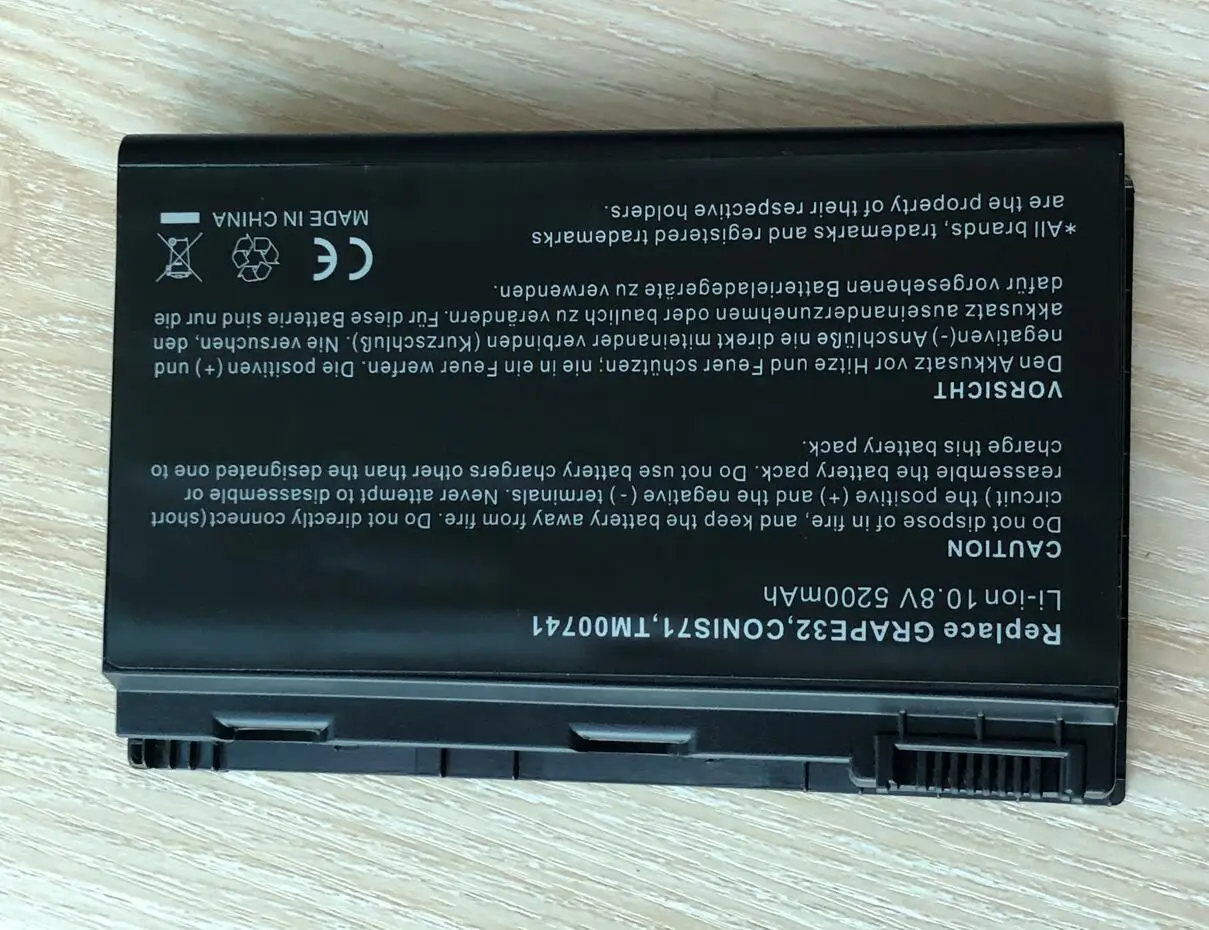 Replace GRAPE32,CONIS71,TM00741
Li-ion 10.8V 5200mAh
CAUTION
Do not dispose of in fire, and keep the battery away from fire. Do not directly connect(short
circuit ) the positive (+) and the negative ( - ) terminals. Never attempt to disassemble or
reassemble the battery pack. Do not use battery chargers other than the designated one to
charge this battery pack.
VORSICHT
Den Akkusatz vor Hitze und Feuer schützen; nie in ein Feuer werfen. Die positiven (+) und
negativen(-) Anschlüße nie direkt miteinander verbinden (Kurzschluß). Nie versuchen, den
akkusatz auseinanderzunehmen oder baulich zu verändern. Für diese Batterie sind nur die
dafür vorgesehenen Batterieladegeräte zu verwenden.
*All brands, trademarks and registered trademarks
are the property of their respective holders.
CE
MADE IN CHINA